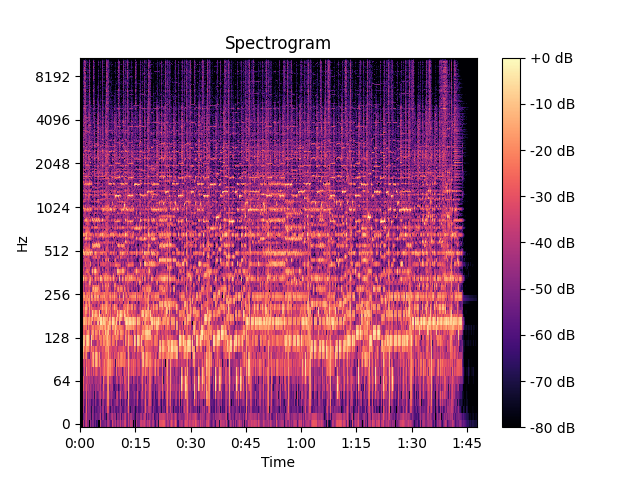 Spectrogram
8192
4096
2048
1024
512
256
128
64
0
Hz
0:00 0:15 0:30 0:45 1:00 1:15 1:30 1:45
Time
+0 dB
-10 dB
-20 dB
-30 dB
-40 dB
-50 dB
-60 dB
-70 dB
-80 dB